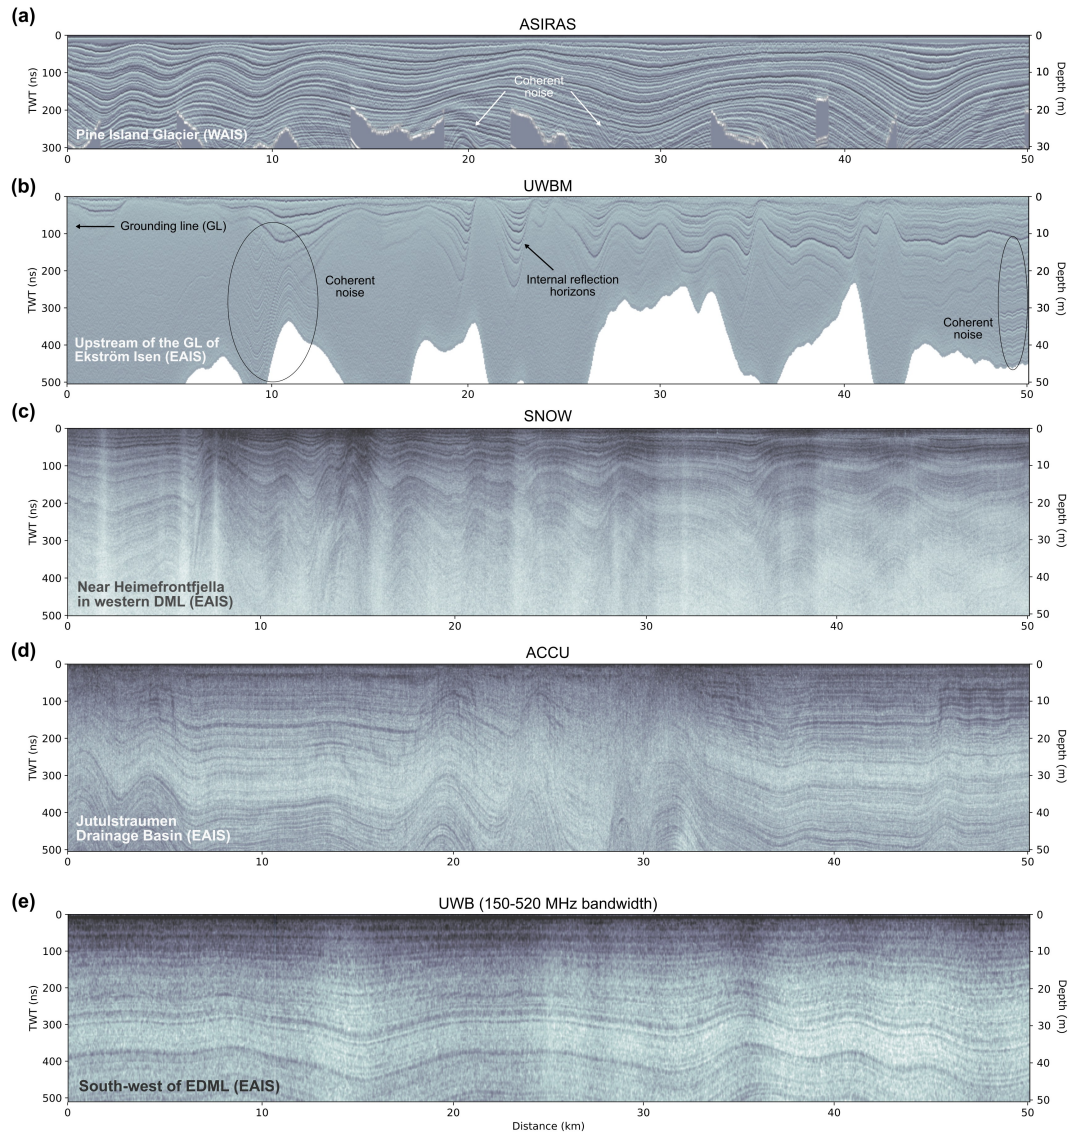 (a)
ASIRAS
0
100
200
300
TWT (ns)
0
10
20
30
Depth (m)
Coherent
noise
Pine Island Glacier (WAIS)
0 10 20 30 40 50
(b)
UWBM
0
100
200
300
400
500
TWT (ns)
0
10
20
30
40
50
Depth (m)
Grounding line (GL)
Coherent
noise
Internal reflection
horizons
Coherent
noise
Upstream of the GL of
Ekström Isen (EAIS)
0 10 20 30 40 50
(c)
SNOW
0
100
200
300
400
500
TWT (ns)
0
10
20
30
40
50
Depth (m)
Near Heimefrontfjella
in western DML (EAIS)
0 10 20 30 40 50
(d)
ACCU
0
100
200
300
400
500
TWT (ns)
0
10
20
30
40
50
Depth (m)
Jutulstraumen
Drainage Basin (EAIS)
0 10 20 30 40 50
(e)
UWB (150-520 MHz bandwidth)
0
100
200
300
400
500
TWT (ns)
0
10
20
30
40
50
Depth (m)
South-west of EDML (EAIS)
0 10 20 30 40 50
Distance (km)